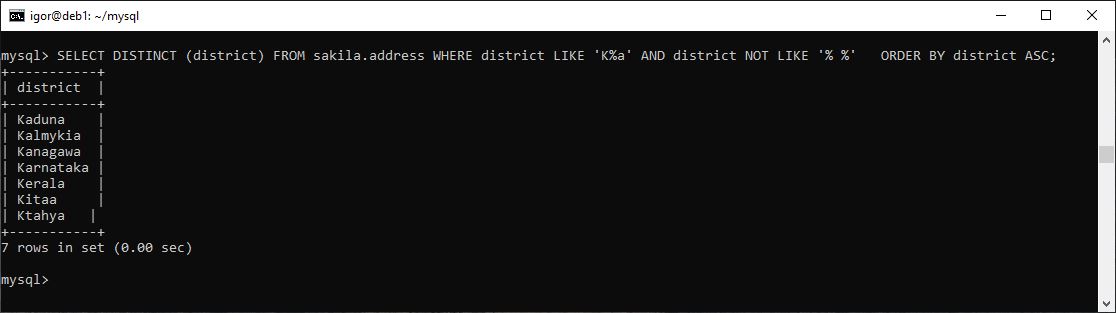 igor@deb1: ~/mysql
mysql> SELECT DISTINCT (district) FROM sakila.address WHERE district LIKE 'K%a' AND district NOT LIKE '% %'   ORDER BY district ASC;
+-----------+
| district  |
+-----------+
| Kaduna    |
| Kalmykia  |
| Kanagawa  |
| Karnataka |
| Kerala    |
| Kitaa     |
| Ktahya   |
+-----------+
7 rows in set (0.00 sec)
mysql>